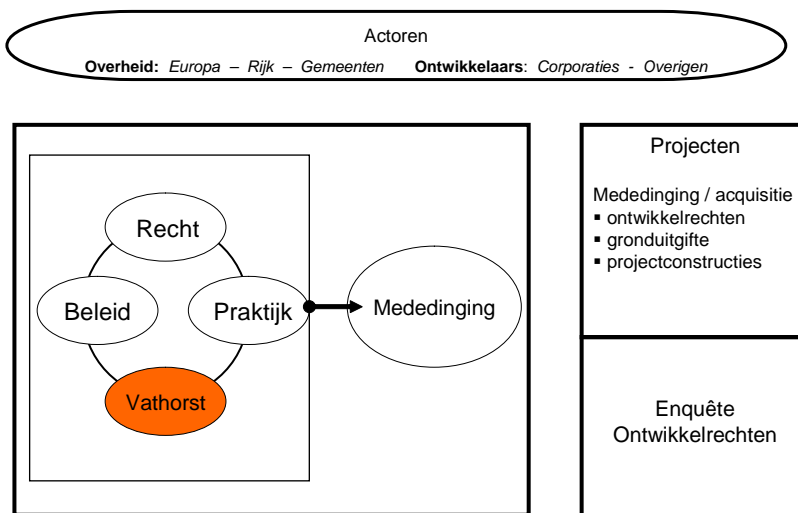 Actoren
Overheid: Europa – Rijk – Gemeenten Ontwikkelaars: Corporaties - Overigen
Recht
Beleid
Praktijk
Vathorst
Mededinging
Projecten
Mededinging / acquisitie
▪ ontwikkelrechten
▪ gronduitgifte
▪ projectconstructies
Enquête
Ontwikkelrechten